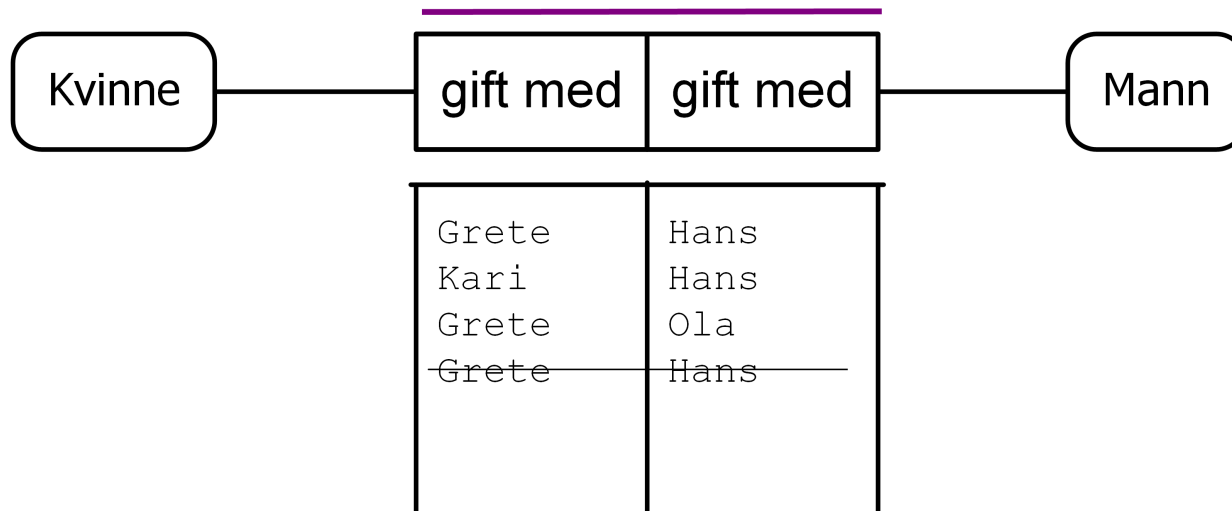 Kvinne gift med gift med Mann
Grete Hans
Kari Hans
Grete Ola
Grete Hans